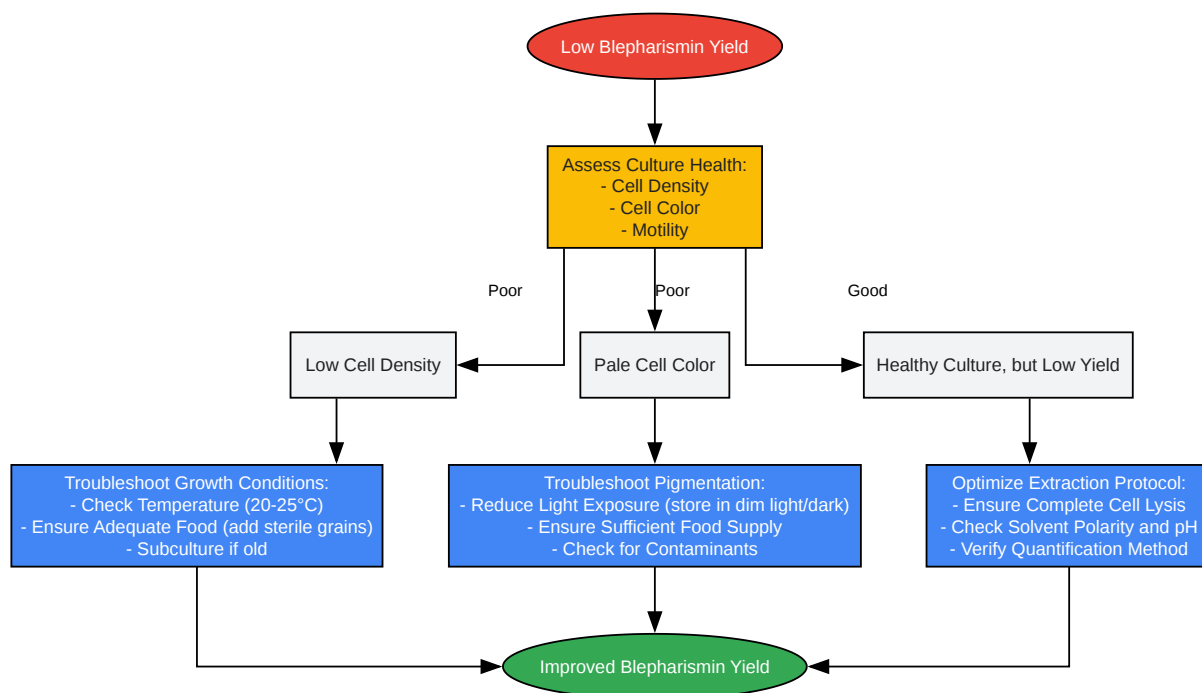 Low Blepharismin Yield
Assess Culture Health:
- Cell Density
- Cell Color
- Motility
Poor
Poor
Good
Low Cell Density
Pale Cell Color
Healthy Culture, but Low Yield
Troubleshoot Growth Conditions:
- Check Temperature (20-25°C)
- Ensure Adequate Food (add sterile grains)
- Subculture if old
Troubleshoot Pigmentation:
- Reduce Light Exposure (store in dim light/dark)
- Ensure Sufficient Food Supply
- Check for Contaminants
Optimize Extraction Protocol:
- Ensure Complete Cell Lysis
- Check Solvent Polarity and pH
- Verify Quantification Method
Improved Blepharismin Yield